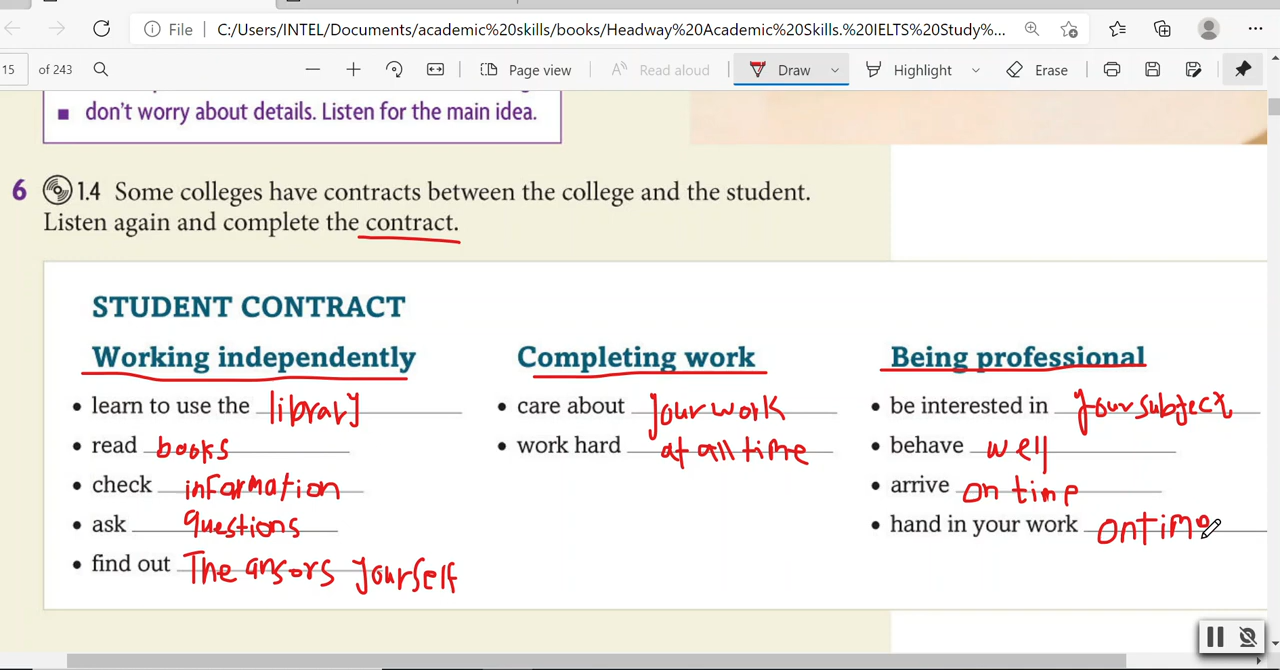 File
C:/Users/INTEL/Documents/academic%20skills/books/Headway%20Academic%20Skills.%20IELTS%20Study%...
15 of 243
Page view
Read aloud
Draw
Highlight
Erase
■ don't worry about details. Listen for the main idea.
6 1.4 Some colleges have contracts between the college and the student.
Listen again and complete the contract.
STUDENT CONTRACT
Working independently
• learn to use the library
• read books
• check information
• ask questions
• find out The ansors yourself
Completing work
• care about your work
• work hard at all time
Being professional
• be interested in your subject
• behave well
• arrive on time
• hand in your work ontime